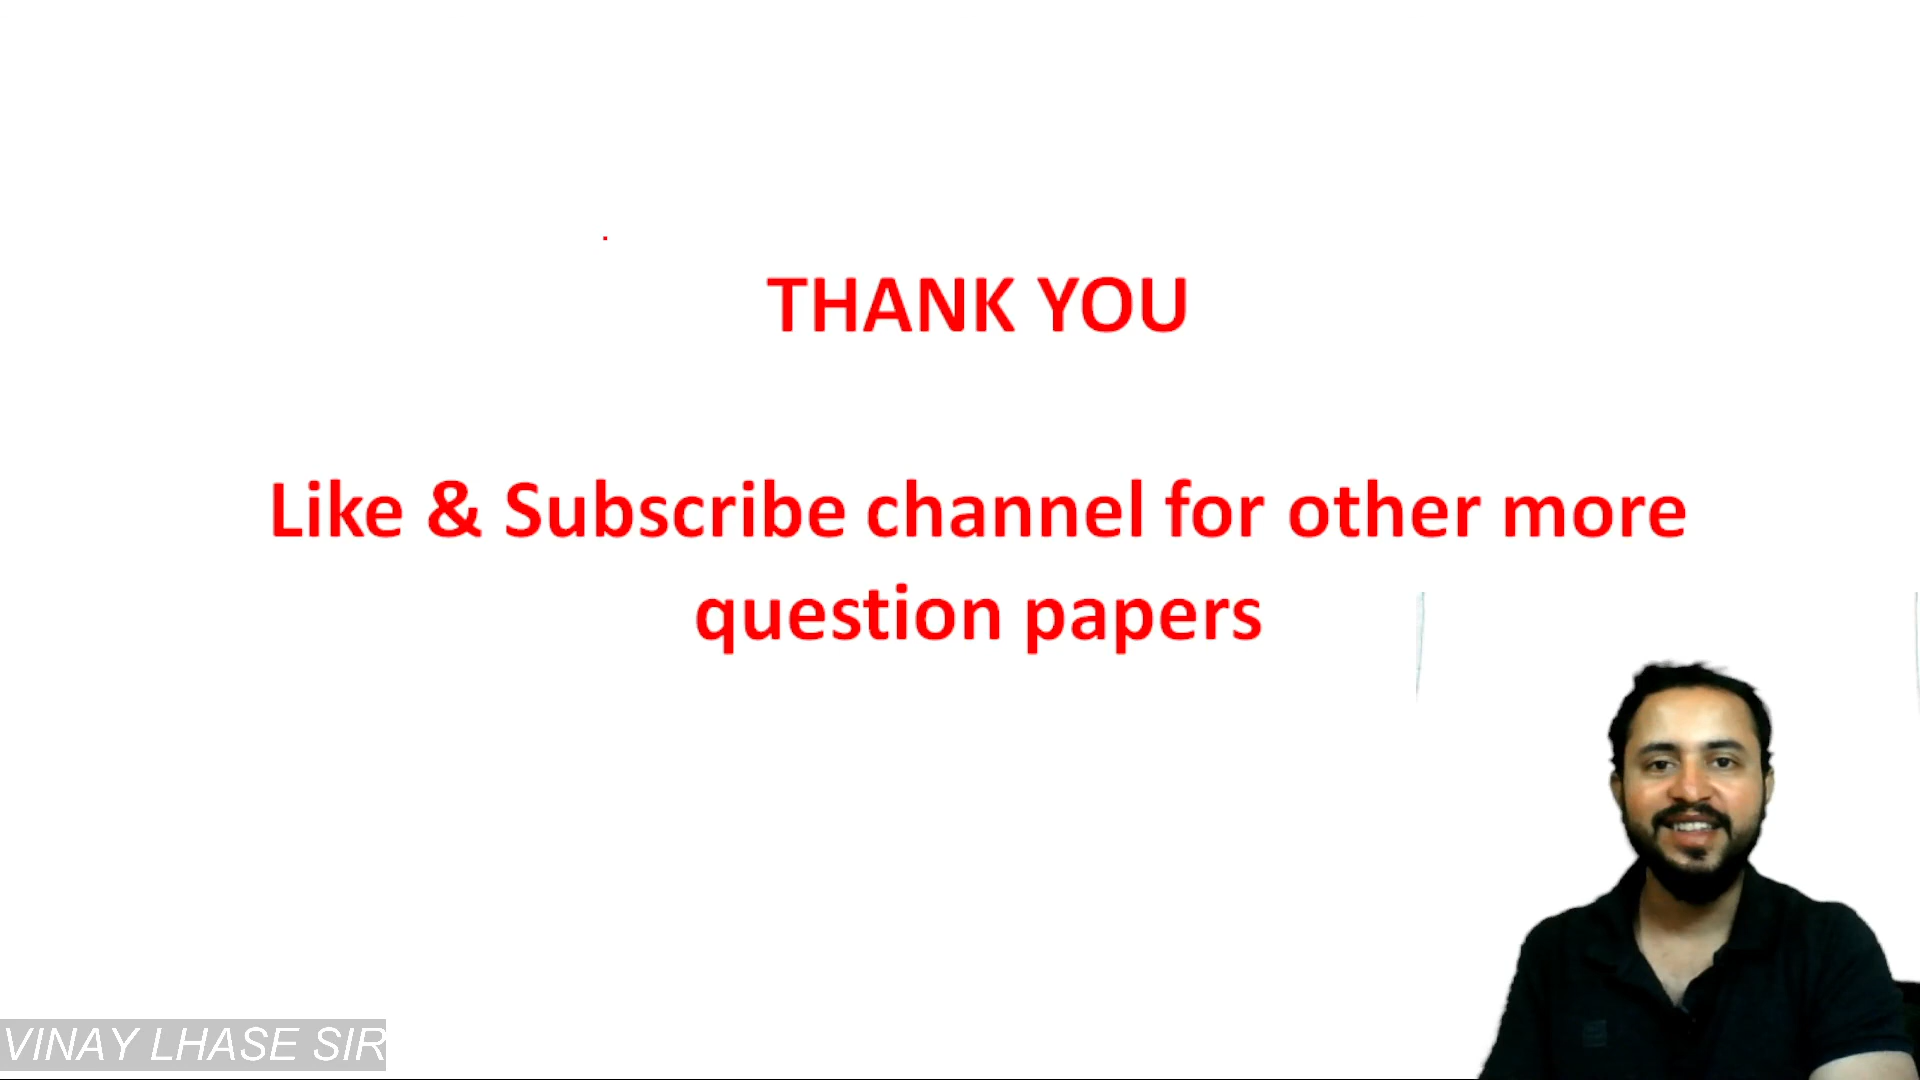 THANK YOU
Like & Subscribe channel for other more
question papers
VINAY LHASE SIR